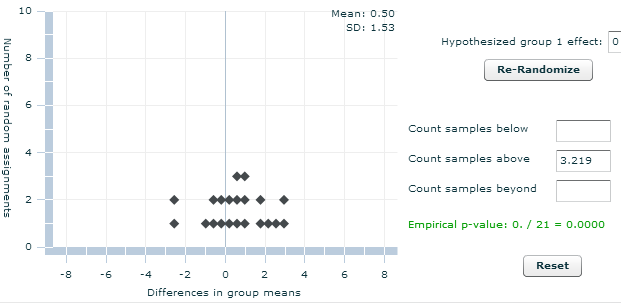 10
Mean: 0.50
SD: 1.53
8
6
4
2
0
Number of random assignments
-8 -6 -4 -2 0 2 4 6 8
Differences in group means
Hypothesized group 1 effect: 0
Re-Randomize
Count samples below
Count samples above 3.219
Count samples beyond
Empirical p-value: 0. / 21 = 0.0000
Reset